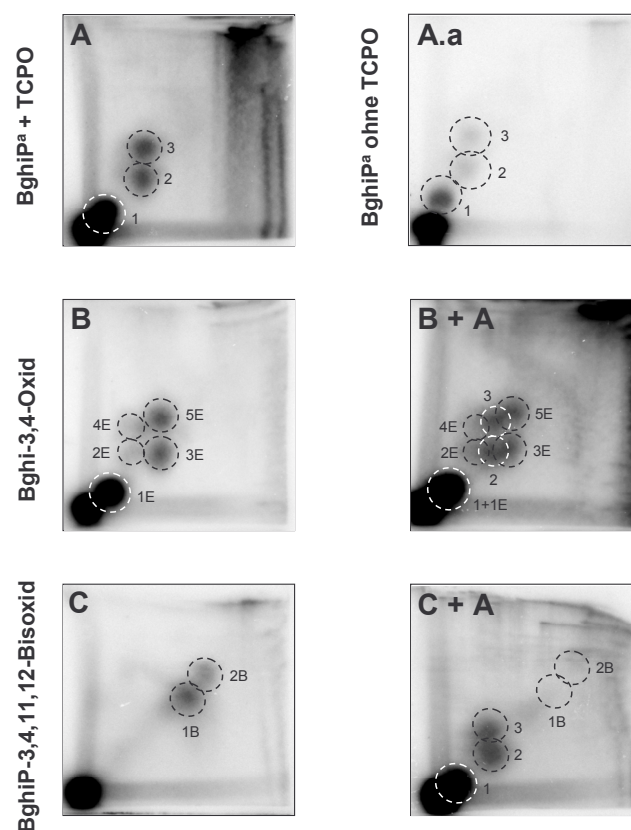 BghiPᵃ + TCPO
A
3
2
1
BghiPᵃ ohne TCPO
A.a
3
2
1
Bghi-3,4-Oxid
B
4E
5E
2E
3E
1E
B + A
3
4E
5E
2E
3E
2
1+1E
BghiP-3,4,11,12-Bisoxid
C
2B
1B
C + A
2B
1B
3
2
1